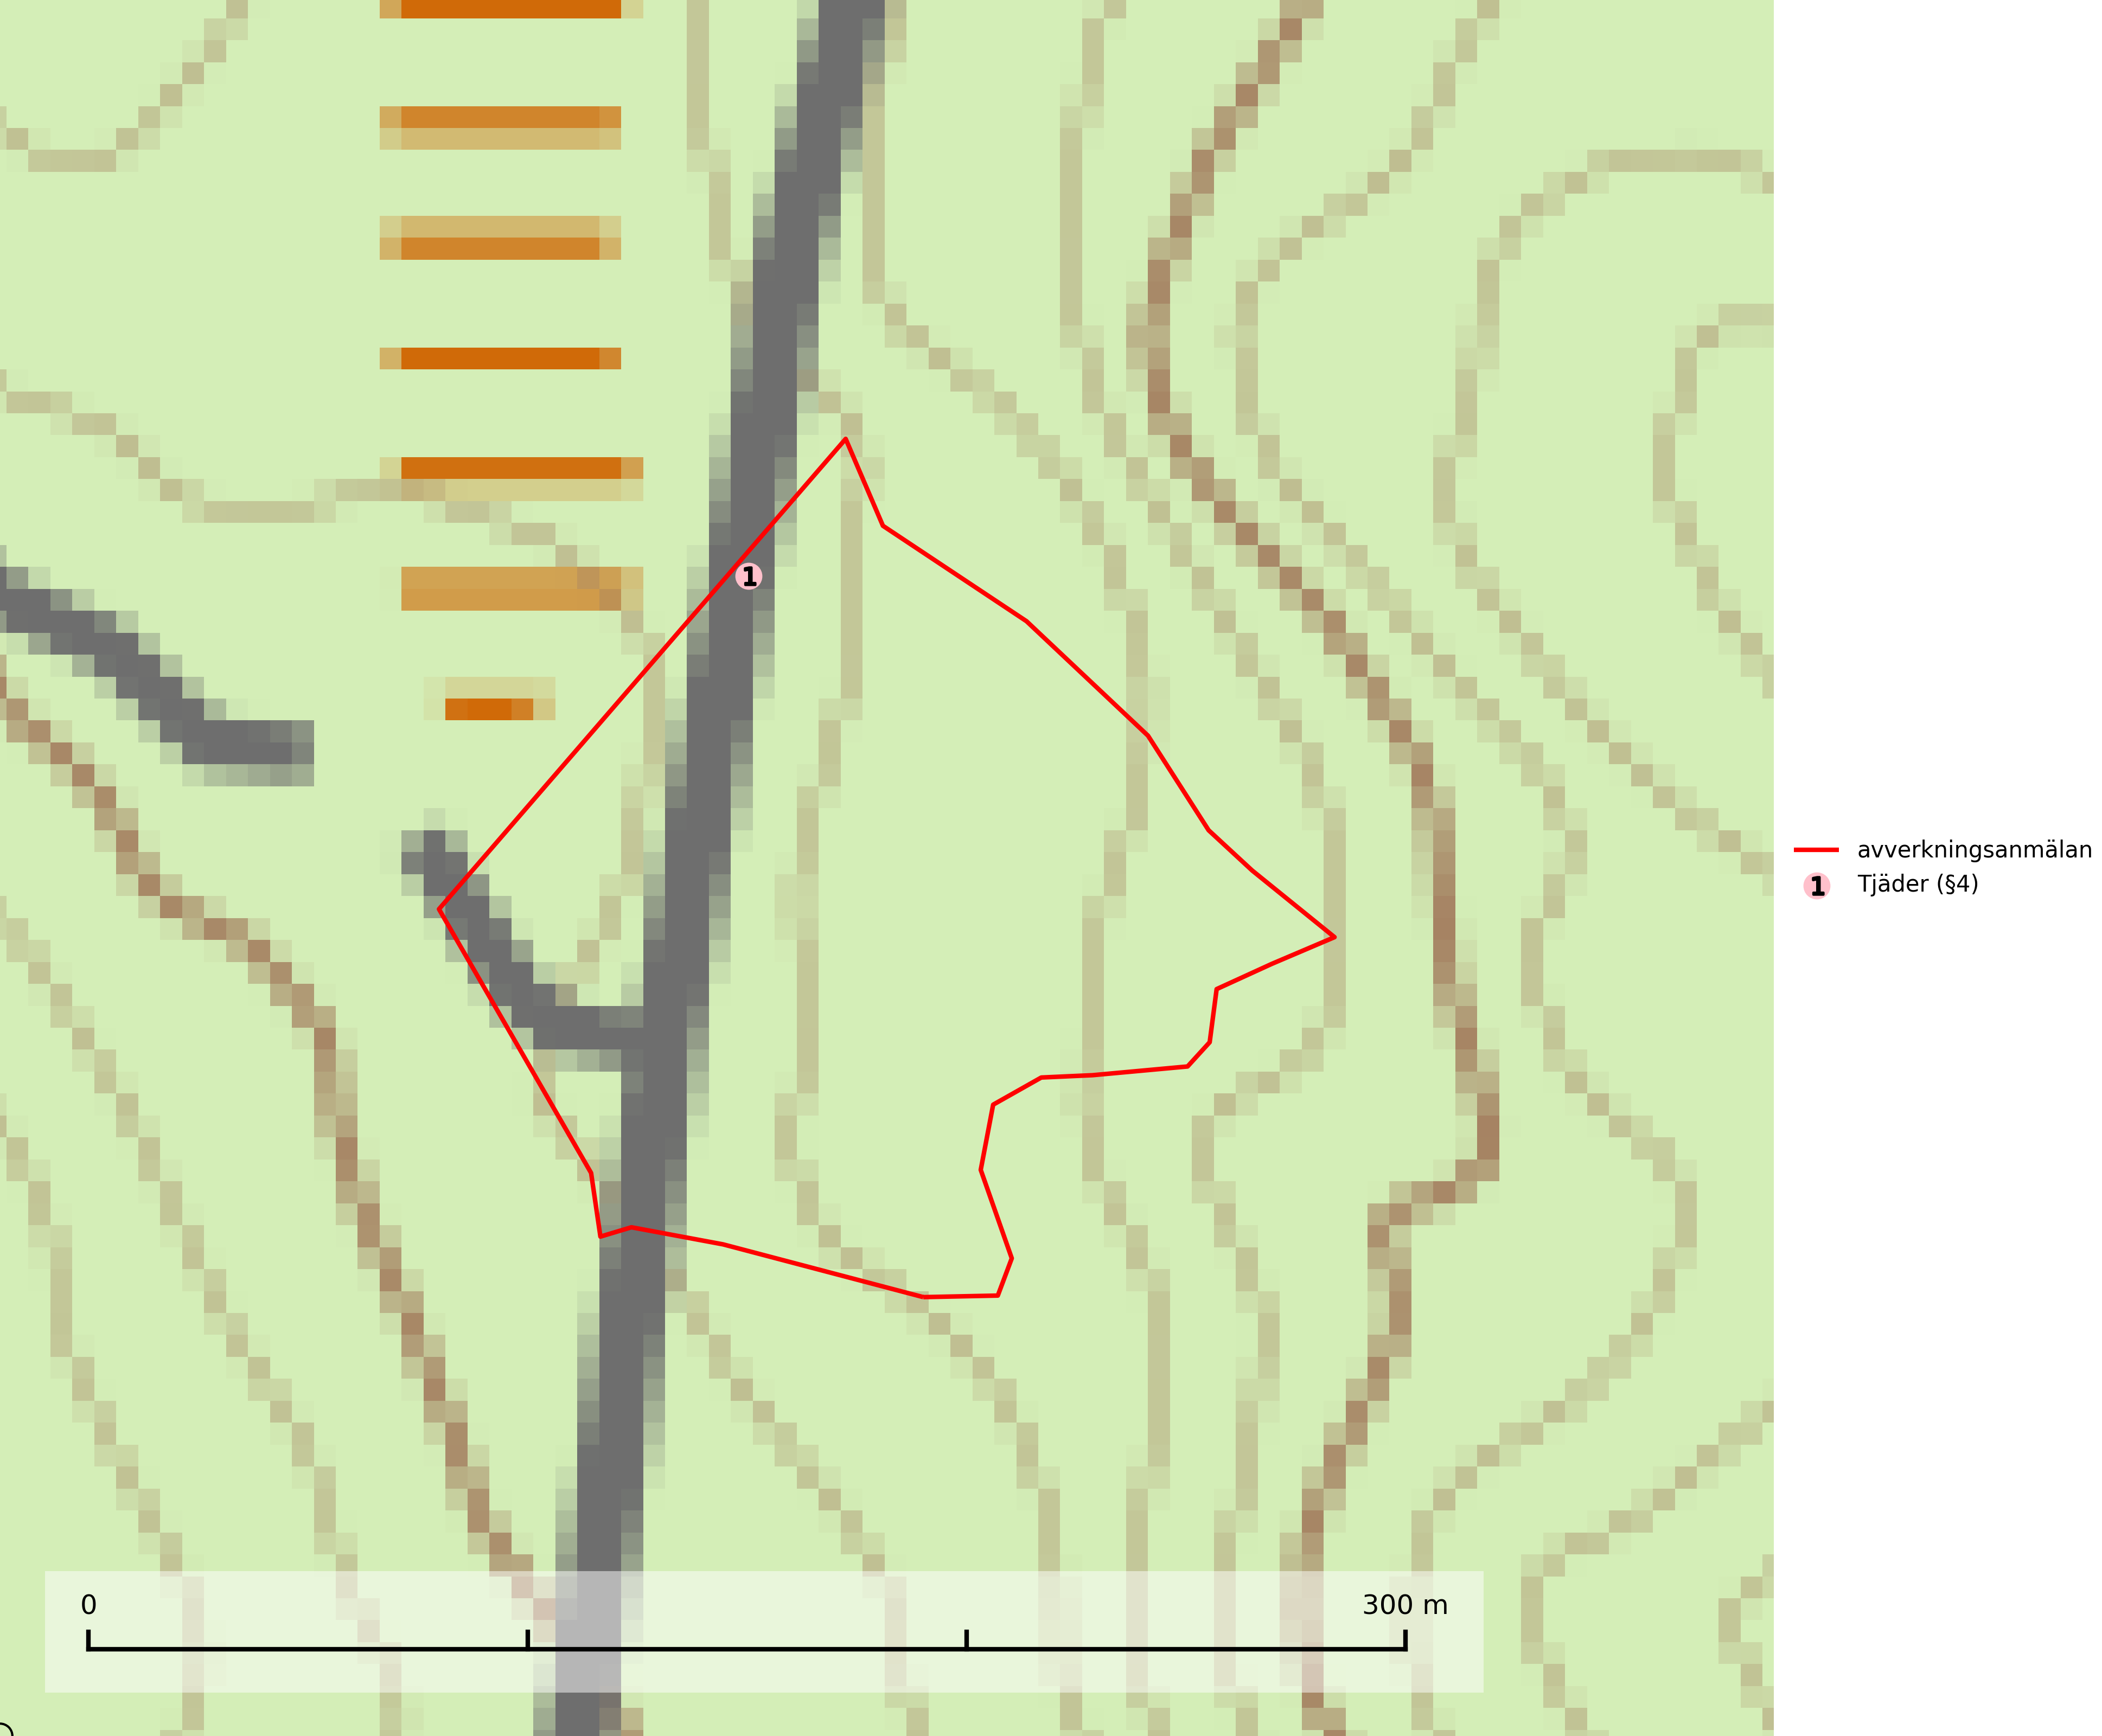 1
avverkningsanmälan
1 Tjäder (§4)
0 300 m